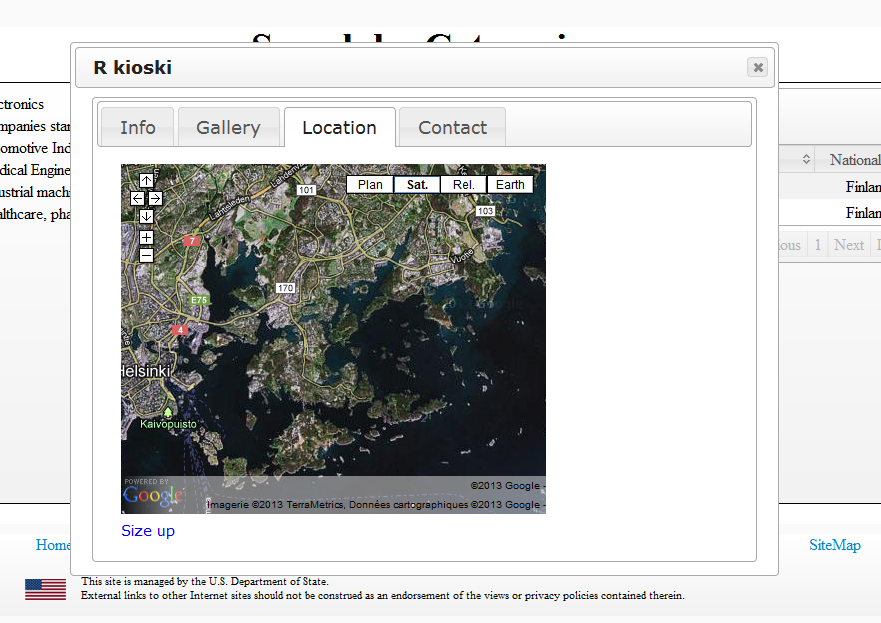 R kioski
Info Gallery Location Contact
Plan Sat. Rel. Earth
101
103
7
170
E75
4
Helsinki
Kaivopuisto
POWERED BY
Google
©2013 Google -
Imagerie ©2013 TerraMetrics, Données cartographiques ©2013 Google -
Size up
ctronics
mpanies star
omotive Ind
dical Engine
ustrial mach
althcare, pha
National
Finlan
Finlan
ous 1 Next
Home
SiteMap
This site is managed by the U.S. Department of State.
External links to other Internet sites should not be construed as an endorsement of the views or privacy policies contained therein.